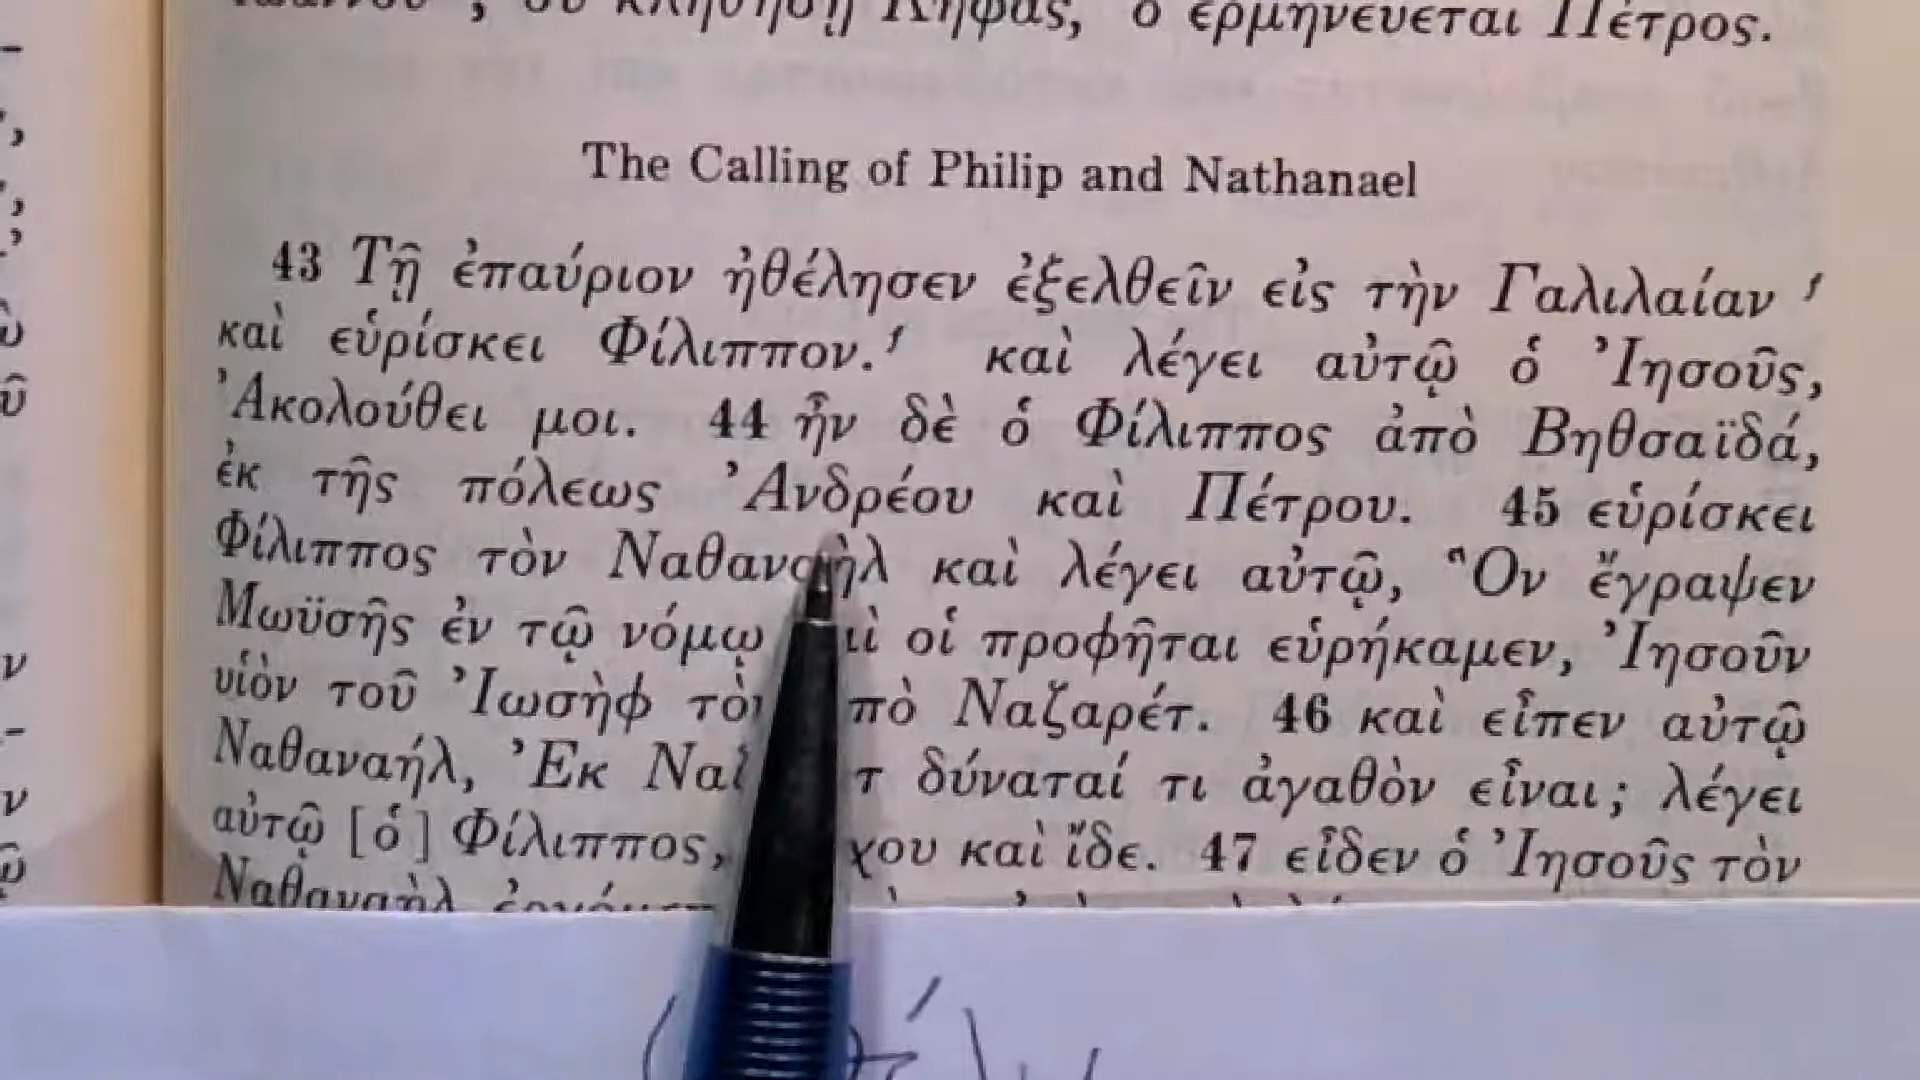 σὺ κληθήσῃ Κηφᾶς, ὃ ἑρμηνεύεται Πέτρος.
The Calling of Philip and Nathanael
43 Τῇ ἐπαύριον ἠθέλησεν ἐξελθεῖν εἰς τὴν Γαλιλαίαν f
καὶ εὑρίσκει Φίλιππον. f καὶ λέγει αὐτῷ ὁ Ἰησοῦς,
Ἀκολούθει μοι. 44 ἦν δὲ ὁ Φίλιππος ἀπὸ Βηθσαϊδά,
ἐκ τῆς πόλεως Ἀνδρέου καὶ Πέτρου. 45 εὑρίσκει
Φίλιππος τὸν Ναθαναὴλ καὶ λέγει αὐτῷ, Ὃν ἔγραψεν
Μωϋσῆς ἐν τῷ νόμῳ οἱ προφῆται εὑρήκαμεν, Ἰησοῦν
υἱὸν τοῦ Ἰωσὴφ Ναζαρέτ. 46 καὶ εἶπεν αὐτῷ
Ναθαναήλ, Ἐκ δύναταί τι ἀγαθὸν εἶναι; λέγει
αὐτῷ [ὁ] Φίλιππος, καὶ ἴδε. 47 εἶδεν ὁ Ἰησοῦς τὸν
Ναθαναὴλ